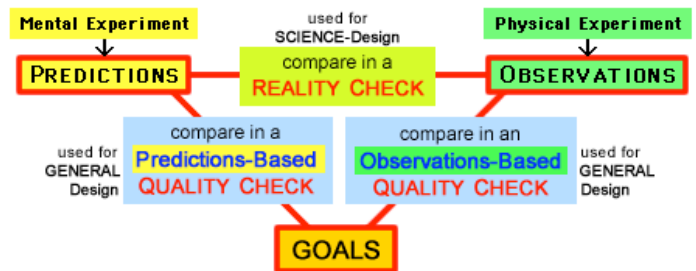 Mental Experiment
used for
SCIENCE-Design
Physical Experiment
PREDICTIONS
compare in a
REALITY CHECK
OBSERVATIONS
used for
GENERAL
Design
compare in a
Predictions-Based
QUALITY CHECK
compare in an
Observations-Based
QUALITY CHECK
used for
GENERAL
Design
GOALS